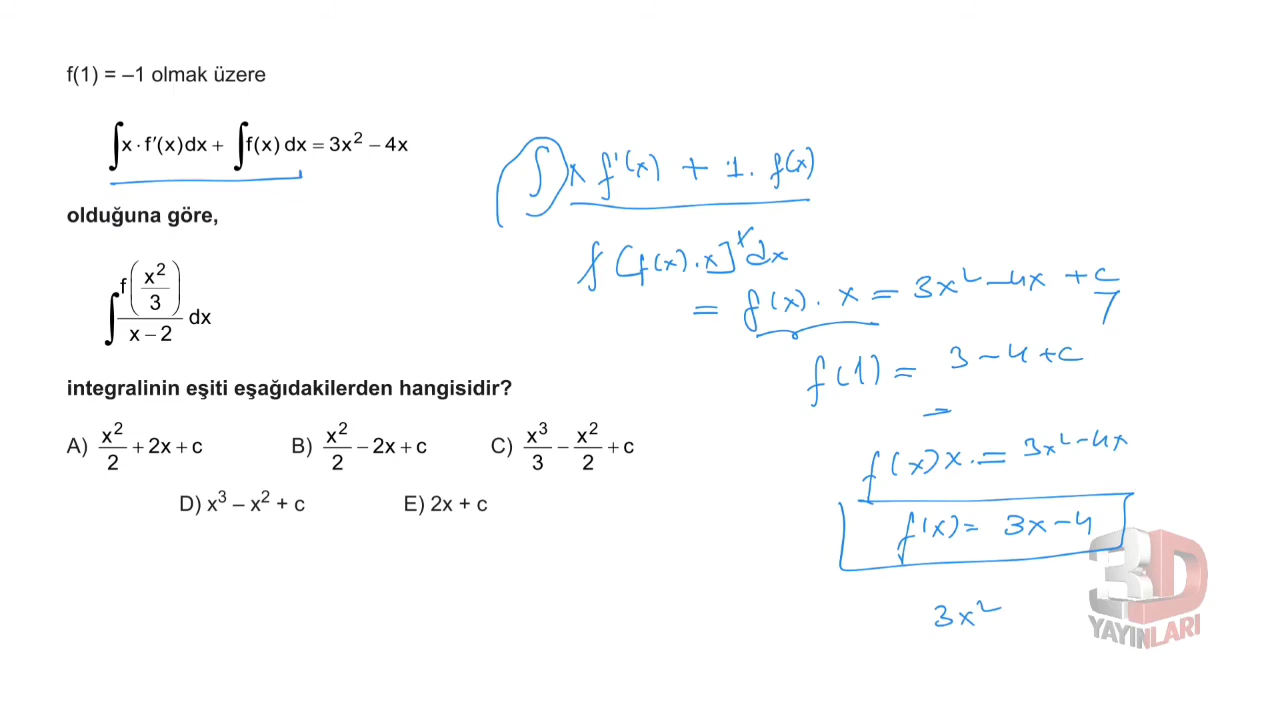 f(1) = –1 olmak üzere
∫x · f'(x)dx + ∫f(x) dx = 3x² – 4x
olduğuna göre,
∫ f(x²/3) / (x – 2) dx
integralinin eşiti eşağıdakilerden hangisidir?
A) x²/2 + 2x + c B) x²/2 – 2x + c C) x³/3 – x²/2 + c
D) x³ – x² + c E) 2x + c
∫x f'(x) + 1. f(x)
∫[f(x).x]' dx
= f(x). x = 3x² – 4x + c
f(1) = 3 – 4 + c
=
f(x) x. = 3x² – 4x
f(x) = 3x – 4
3x²
3D
YAYINLARI